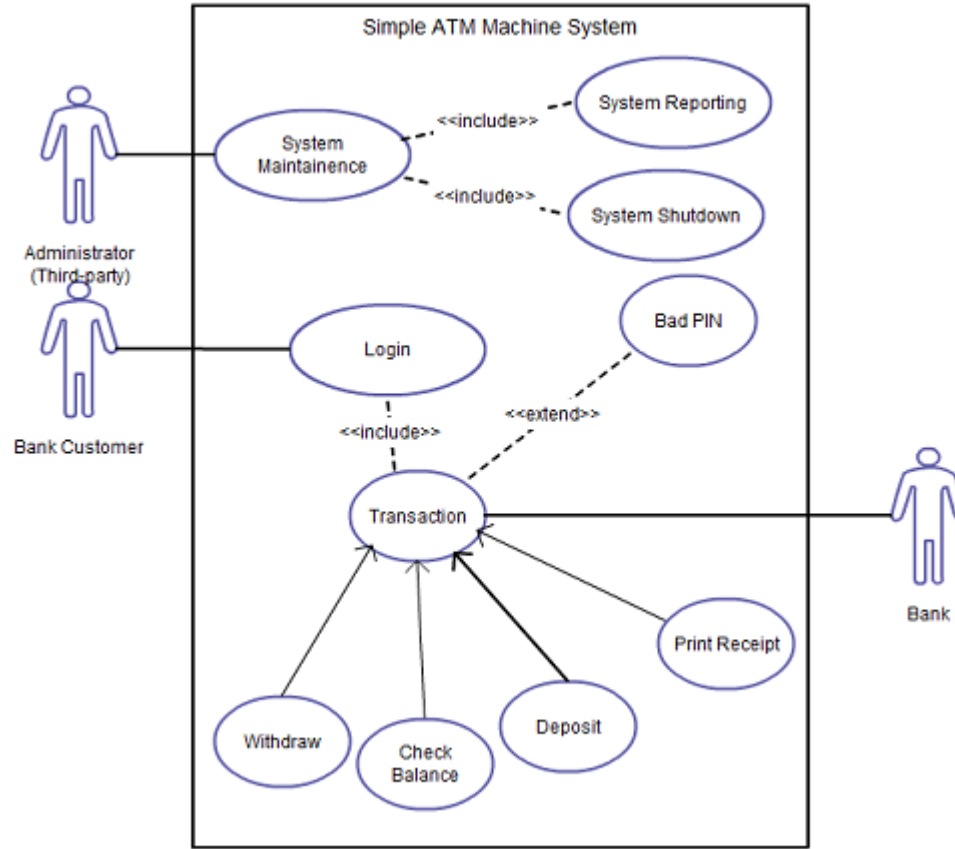 Simple ATM Machine System
System Reporting
<<include>>
System
Maintainence
<<include>>
System Shutdown
Administrator
(Third-party)
Bad PIN
Login
<<extend>>
<<include>>
Bank Customer
Transaction
Bank
Print Receipt
Withdraw
Check
Balance
Deposit